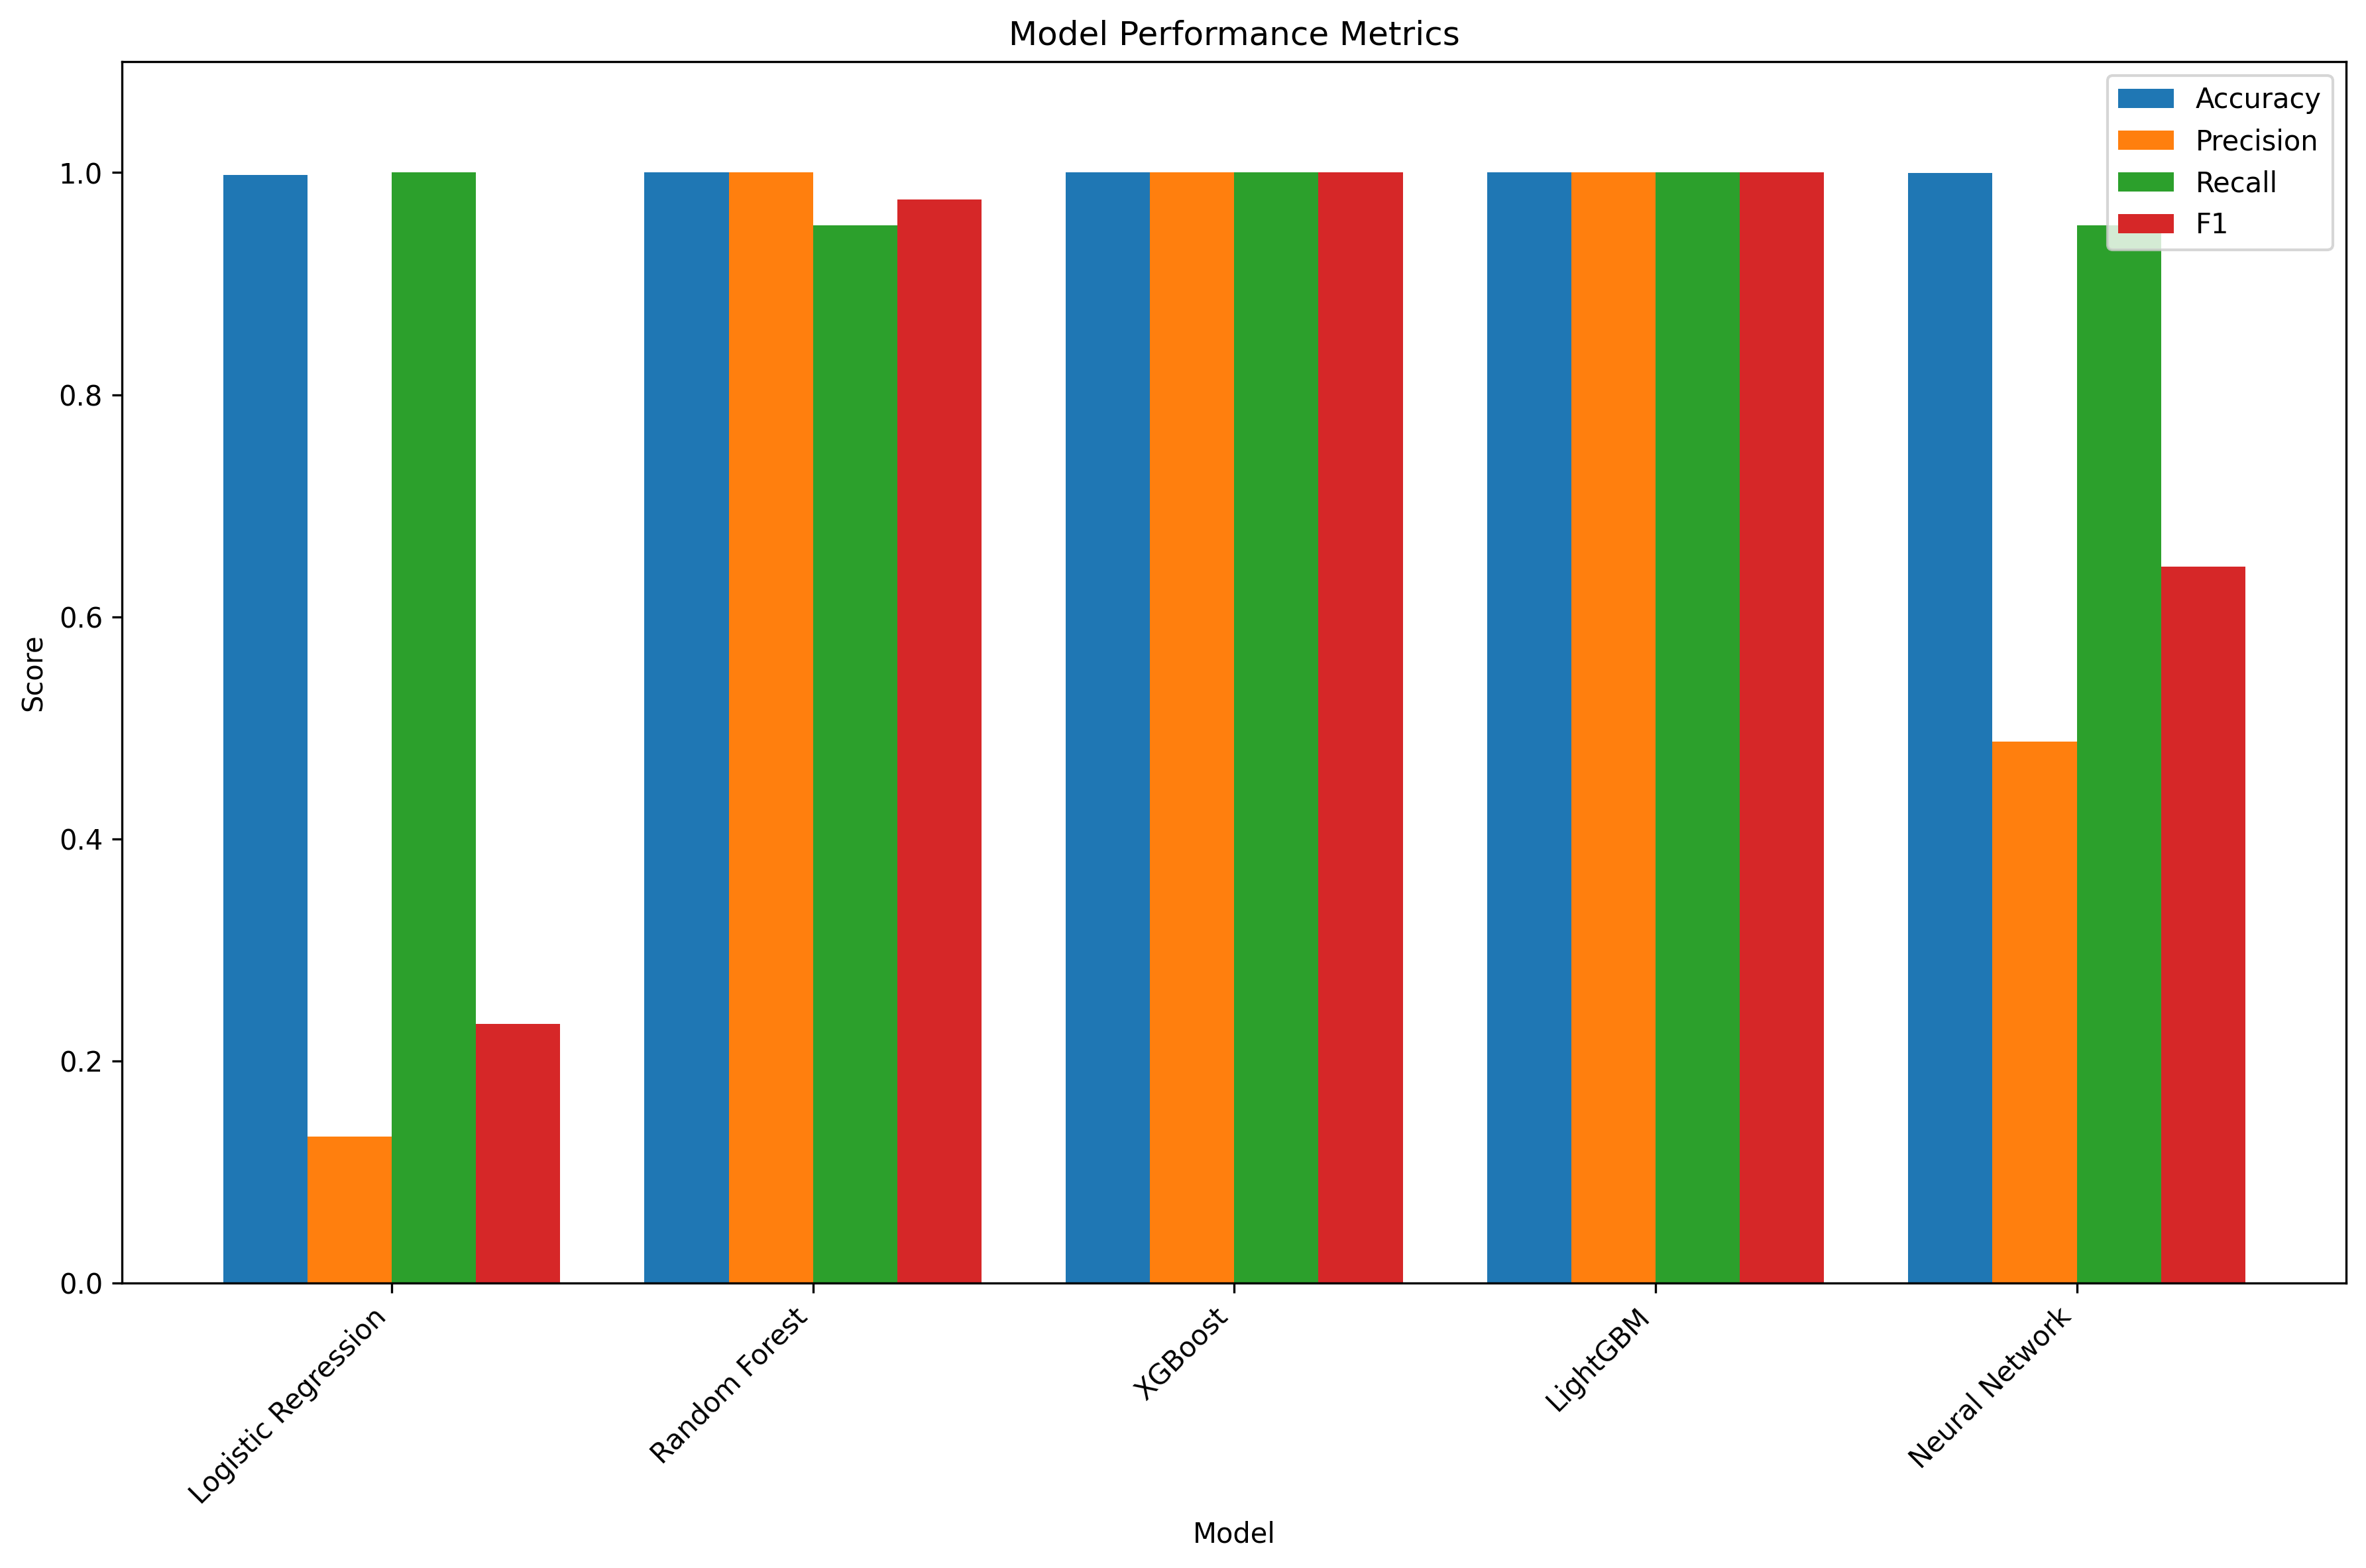 Model Performance Metrics
Accuracy
Precision
Recall
F1
1.0
0.8
0.6
0.4
0.2
0.0
Score
Logistic Regression
Random Forest
XGBoost
LightGBM
Neural Network
Model